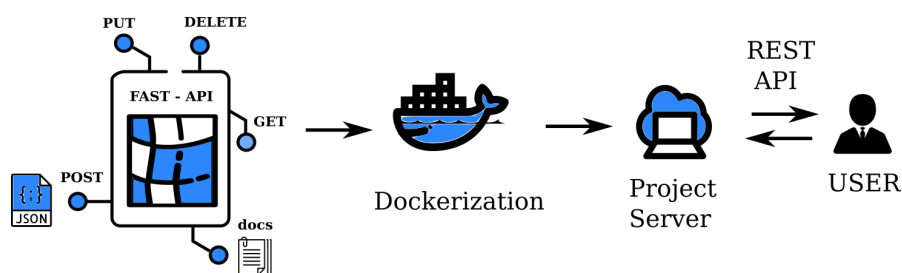 PUT
DELETE
FAST - API
GET
POST
{;}
JSON
docs
Dockerization
Project
Server
REST
API
USER